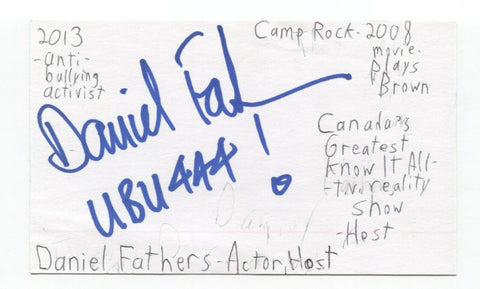 2013
-anti-
bullying
activist
Camp Rock-2008
movie-
Plays
Brown
Daniel Fath
UBU444!
Canada's
Greatest
Know It All-
-t.v. reality
show
-Host
Daniel Fathers-Actor, Host